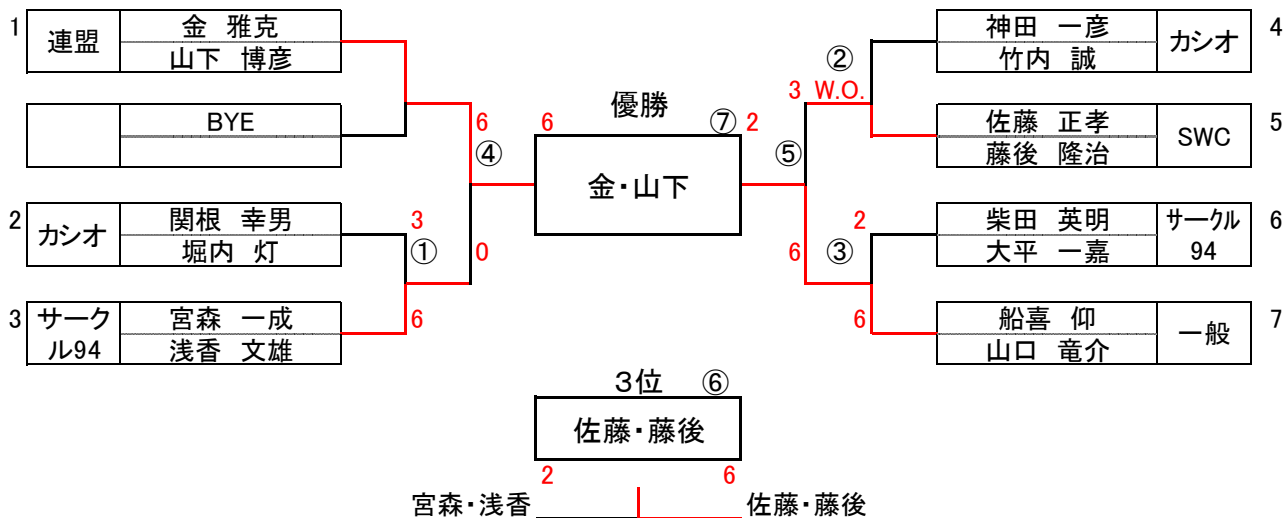 1 連盟 金 雅克
山下 博彦
BYE
2 カシオ 関根 幸男
堀内 灯
3 サーク
ル94
宮森 一成
浅香 文雄
3
①
6
6
④
0
優勝
6 ⑦ 2
金・山下
② 
3 W.O.
⑤
6
2
③
6
神田 一彦 カシオ 4
竹内 誠
佐藤 正孝 SWC 5
藤後 隆治
柴田 英明
大平 一嘉
サークル
94
6
船喜 仰 一般 7
山口 竜介
3位 ⑥
佐藤・藤後
2 6
宮森・浅香 佐藤・藤後